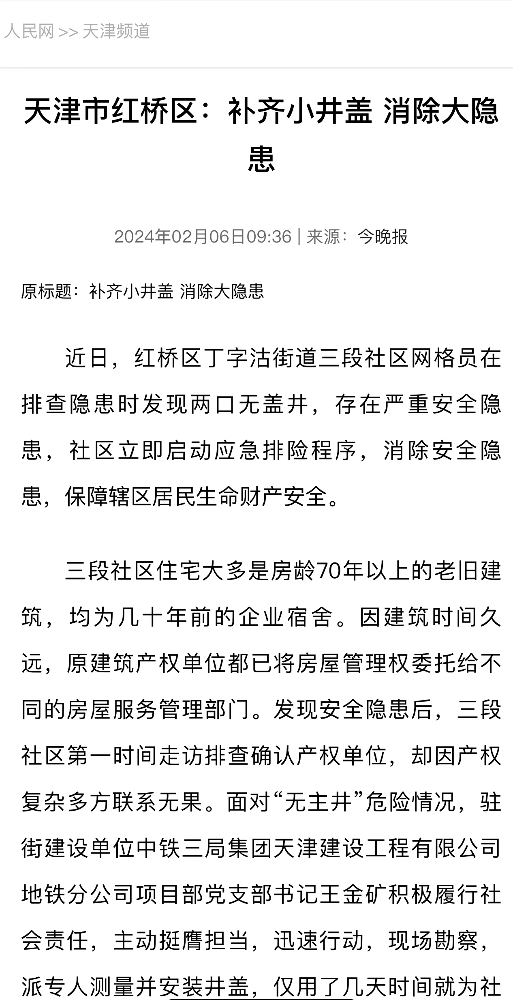 人民网 >> 天津频道
天津市红桥区：补齐小井盖 消除大隐
患
2024年02月06日09:36 | 来源：今晚报
原标题：补齐小井盖 消除大隐患
近日，红桥区丁字沽街道三段社区网格员在
排查隐患时发现两口无盖井，存在严重安全隐
患，社区立即启动应急排险程序，消除安全隐
患，保障辖区居民生命财产安全。
三段社区住宅大多是房龄70年以上的老旧建
筑，均为几十年前的企业宿舍。因建筑时间久
远，原建筑产权单位都已将房屋管理权委托给不
同的房屋服务管理部门。发现安全隐患后，三段
社区第一时间走访排查确认产权单位，却因产权
复杂多方联系无果。面对“无主井”危险情况，驻
街建设单位中铁三局集团天津建设工程有限公司
地铁分公司项目部党支部书记王金矿积极履行社
会责任，主动挺膺担当，迅速行动，现场勘察，
派专人测量并安装井盖，仅用了几天时间就为社